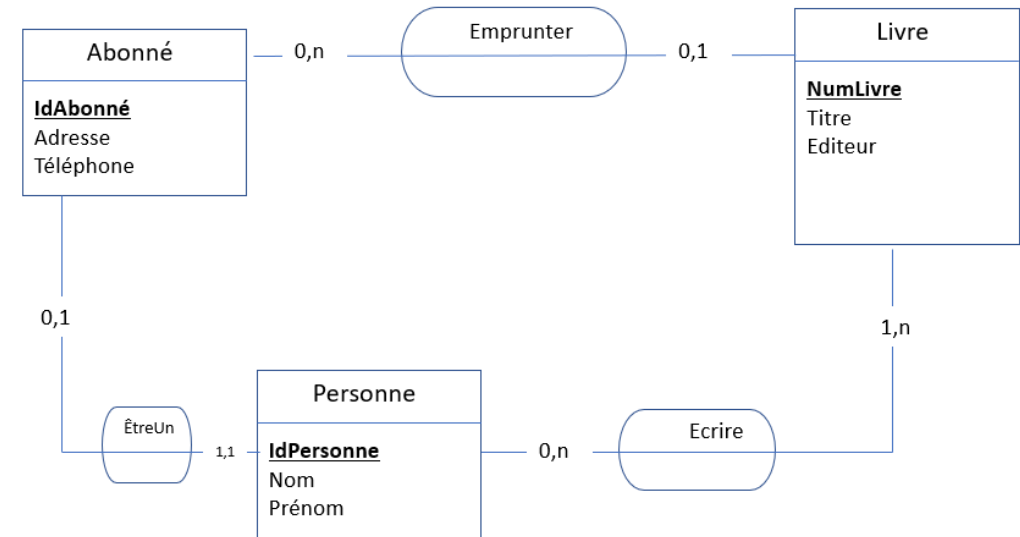 Abonné
IdAbonné
Adresse
Téléphone
0,n
Emprunter
0,1
Livre
NumLivre
Titre
Editeur
0,1
1,n
ÊtreUn
1,1
Personne
IdPersonne
Nom
Prénom
0,n
Ecrire